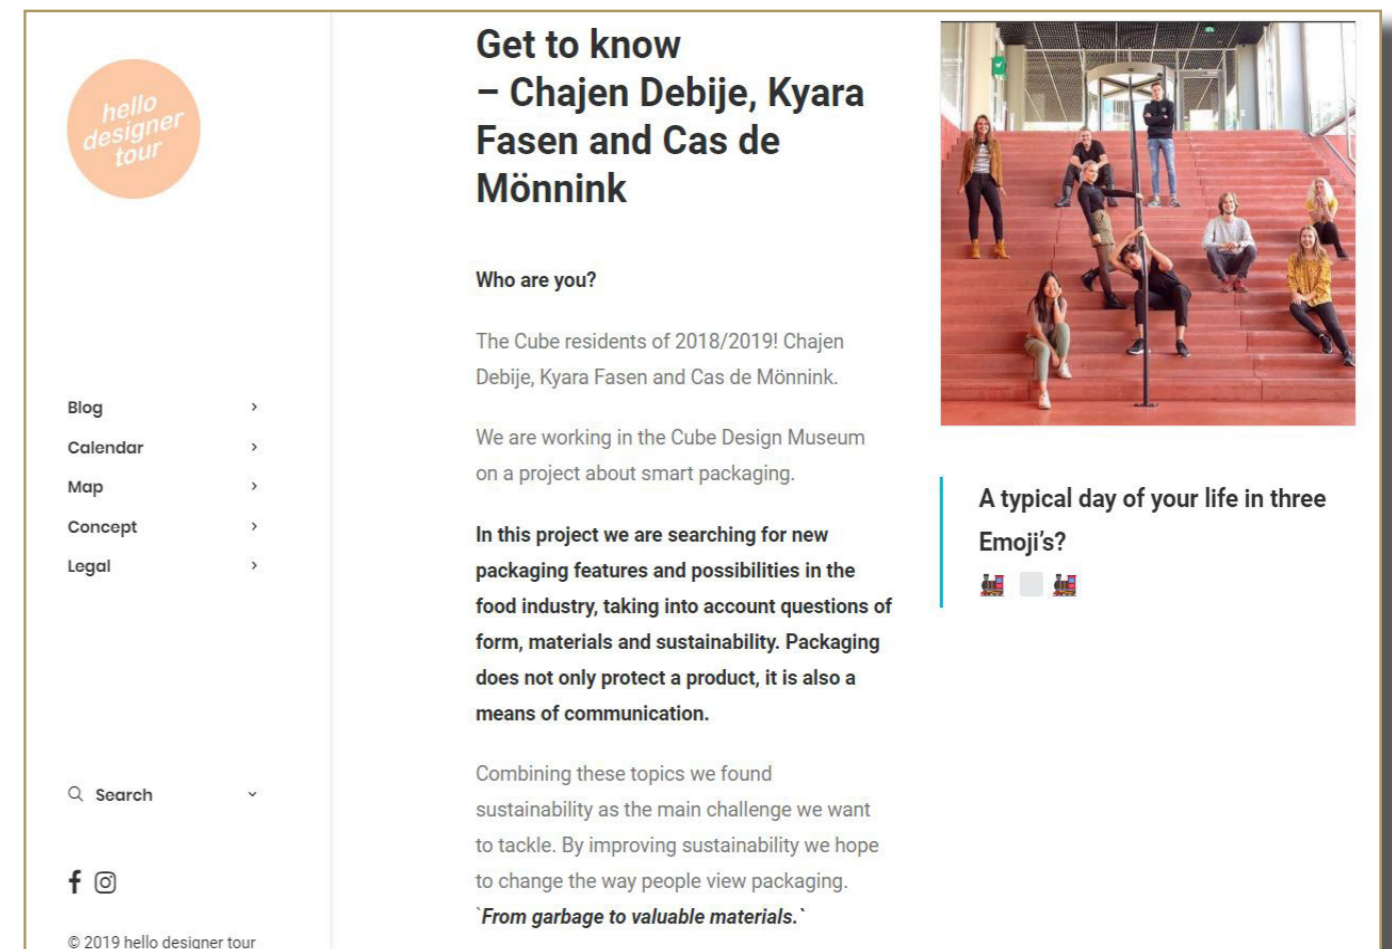 hello
designer
tour
Blog
Calendar
Map
Concept
Legal
Search
© 2019 hello designer tour
Get to know
– Chajen Debije, Kyara
Fasen and Cas de
Mönnink
Who are you?
The Cube residents of 2018/2019! Chajen
Debije, Kyara Fasen and Cas de Mönnink.
We are working in the Cube Design Museum
on a project about smart packaging.
In this project we are searching for new
packaging features and possibilities in the
food industry, taking into account questions of
form, materials and sustainability. Packaging
does not only protect a product, it is also a
means of communication.
Combining these topics we found
sustainability as the main challenge we want
to tackle. By improving sustainability we hope
to change the way people view packaging.
`From garbage to valuable materials.`
A typical day of your life in three
Emoji’s?